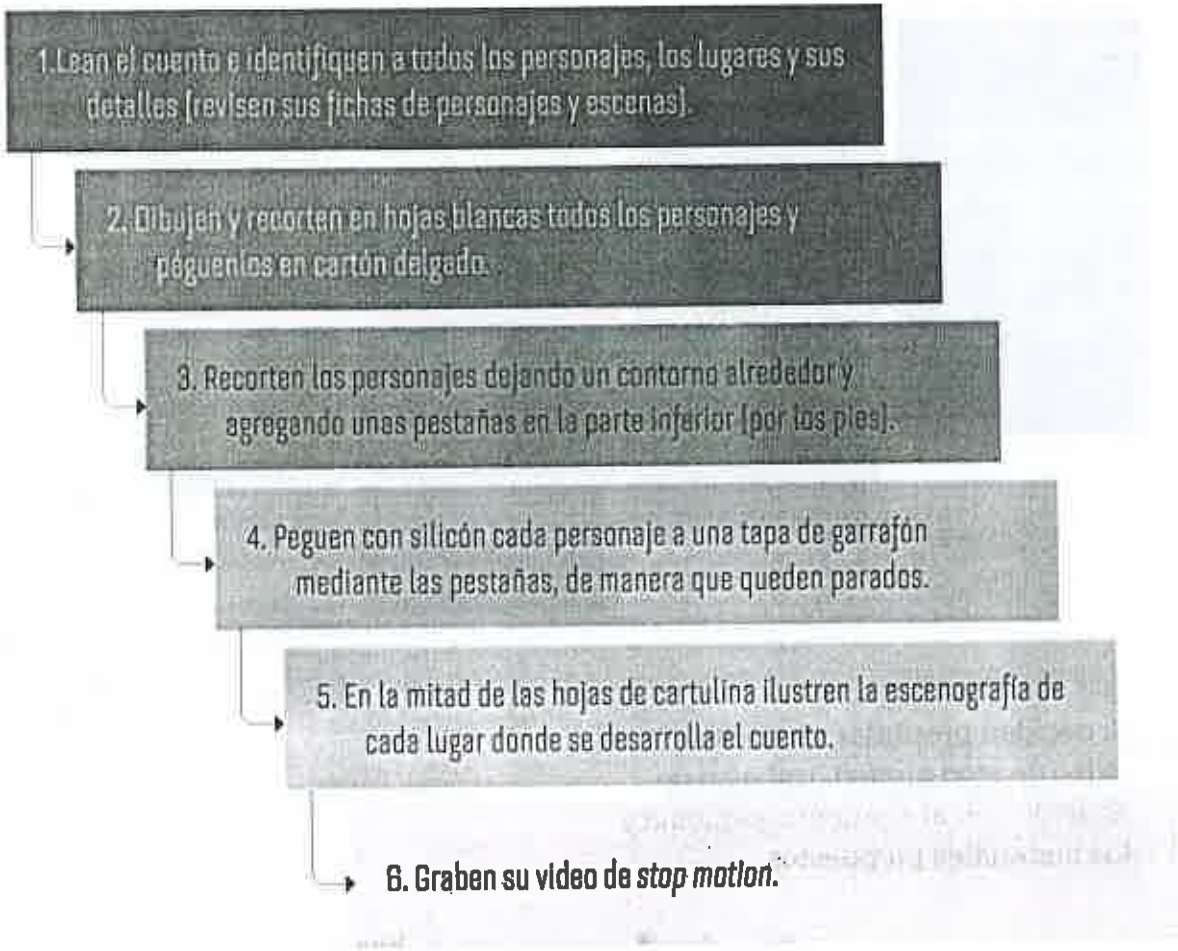 1.Lean el cuento e identifiquen a todos los personajes, los lugares y sus
detalles (revisen sus fichas de personajes y escenas).
2. Dibujen y recorten en hojas blancas todos los personajes y
péguenlos en cartón delgado.
3. Recorten los personajes dejando un contorno alrededor y
agregando unas pestañas en la parte inferior (por los pies).
4. Peguen con silicón cada personaje a una tapa de garrafón
mediante las pestañas, de manera que queden parados.
5. En la mitad de las hojas de cartulina ilustren la escenografía de
cada lugar donde se desarrolla el cuento.
6. Graben su video de stop motion.